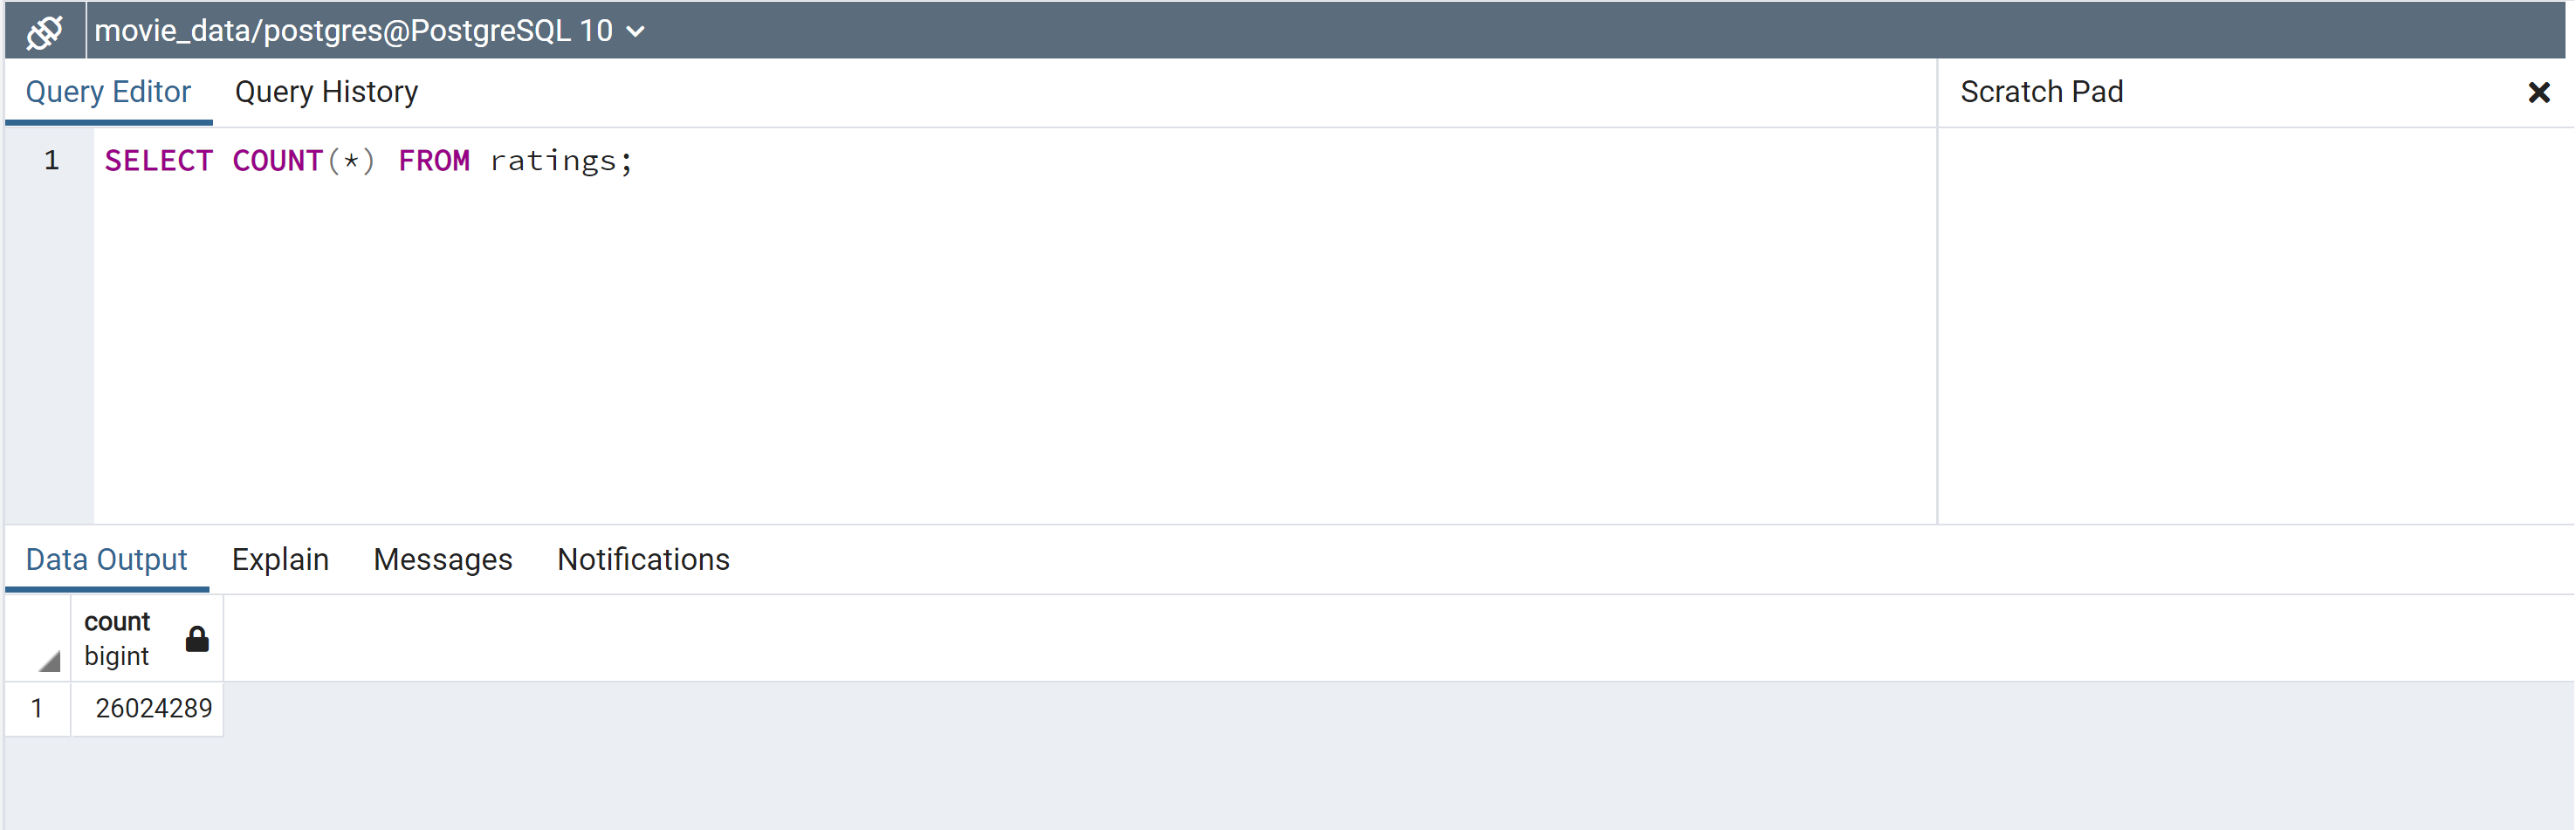 movie_data/postgres@PostgreSQL 10
Query Editor Query History Scratch Pad
1 SELECT COUNT(*) FROM ratings;
Data Output Explain Messages Notifications
count
bigint
1 26024289